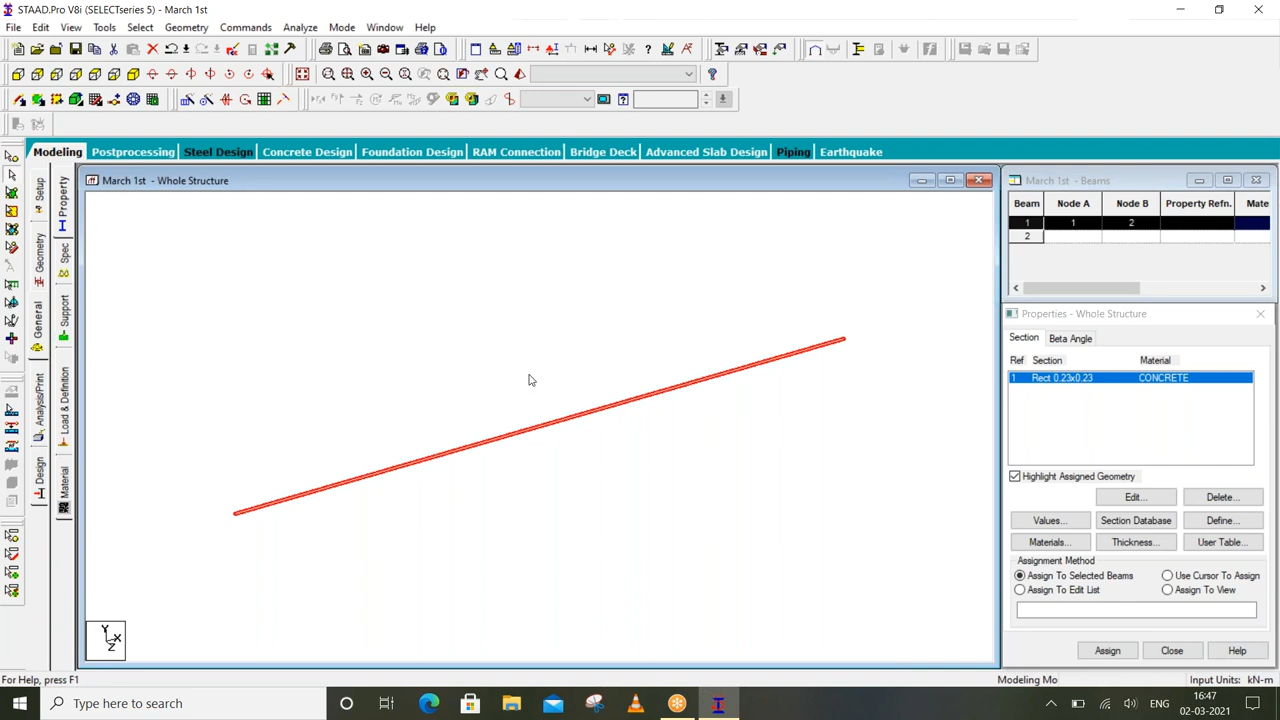 STAAD.Pro V8i (SELECTseries 5) - March 1st
File Edit View Tools Select Geometry Commands Analyze Mode Window Help
Modeling Postprocessing Steel Design Concrete Design Foundation Design RAM Connection Bridge Deck Advanced Slab Design Piping Earthquake
March 1st - Whole Structure
Setup
Geometry
General
Analysis/Print
Design
Property
Spec
Support
Load & Definition
Material
Y
X
Z
March 1st - Beams
Beam Node A Node B Property Refn. Mate
1 1 2
2
Properties - Whole Structure
Section Beta Angle
Ref Section Material
1 Rect 0.23x0.23 CONCRETE
Highlight Assigned Geometry
Edit... Delete...
Values... Section Database Define...
Materials... Thickness... User Table...
Assignment Method
Assign To Selected Beams Use Cursor To Assign
Assign To Edit List Assign To View
Assign Close Help
For Help, press F1 Modeling Mo Input Units: kN-m
Type here to search
ENG
16:47
02-03-2021